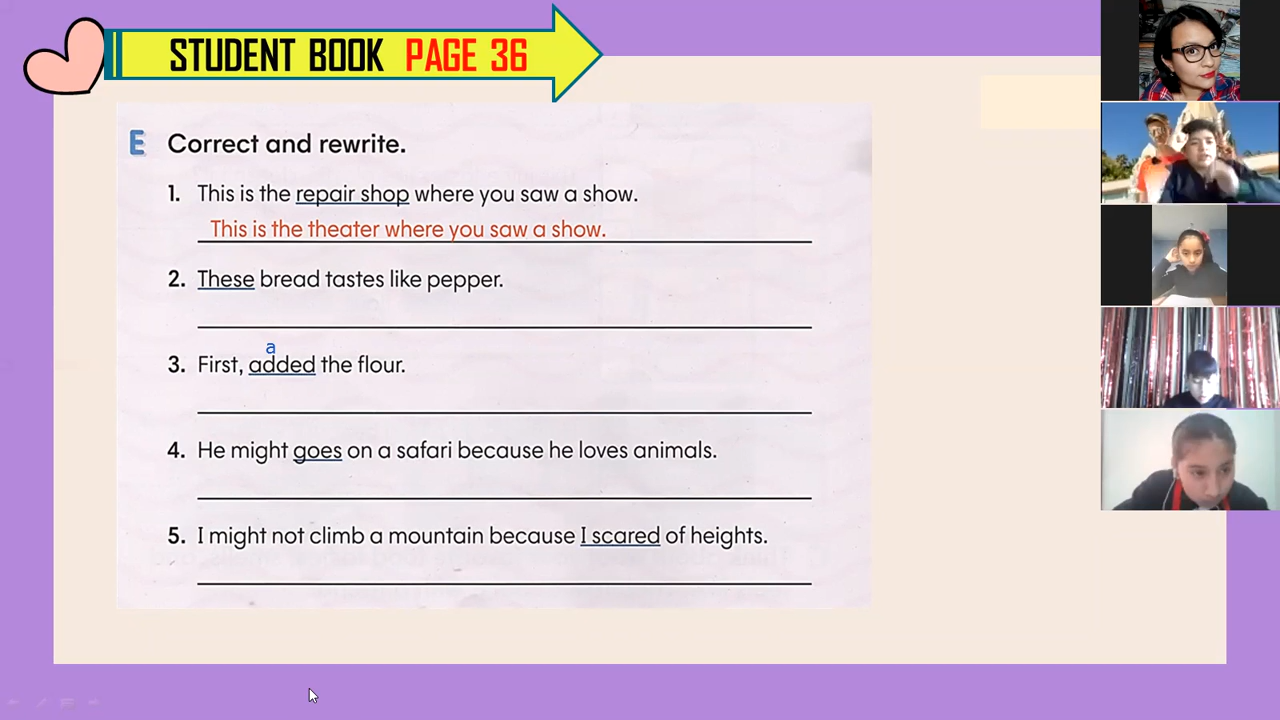 STUDENT BOOK PAGE 36
E Correct and rewrite.
1. This is the repair shop where you saw a show.
This is the theater where you saw a show.
2. These bread tastes like pepper.
a
3. First, added the flour.
4. He might goes on a safari because he loves animals.
5. I might not climb a mountain because I scared of heights.